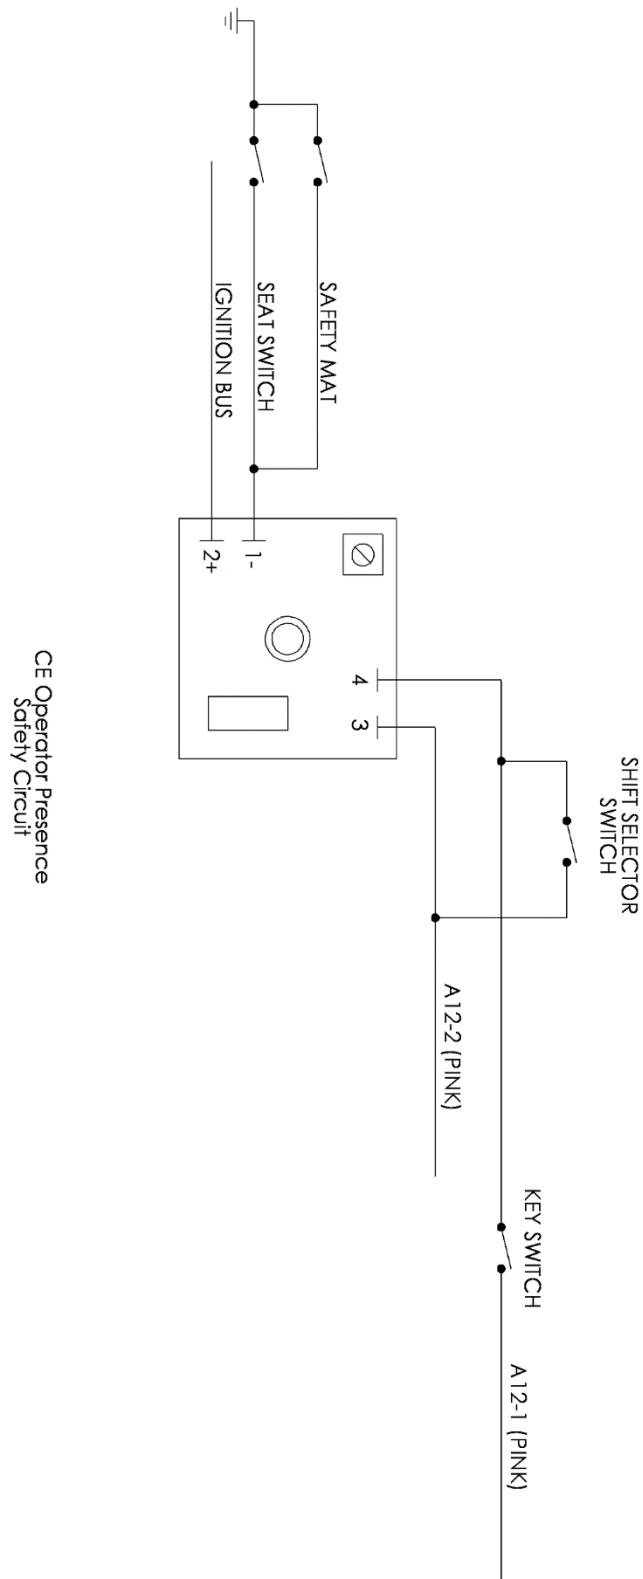 SAFETY MAT
SEAT SWITCH
IGNITION BUS
1-
2+
4
3
SHIFT SELECTOR
SWITCH
A12-2 (PINK)
KEY SWITCH
A12-1 (PINK)
CE Operator Presence
Safety Circuit